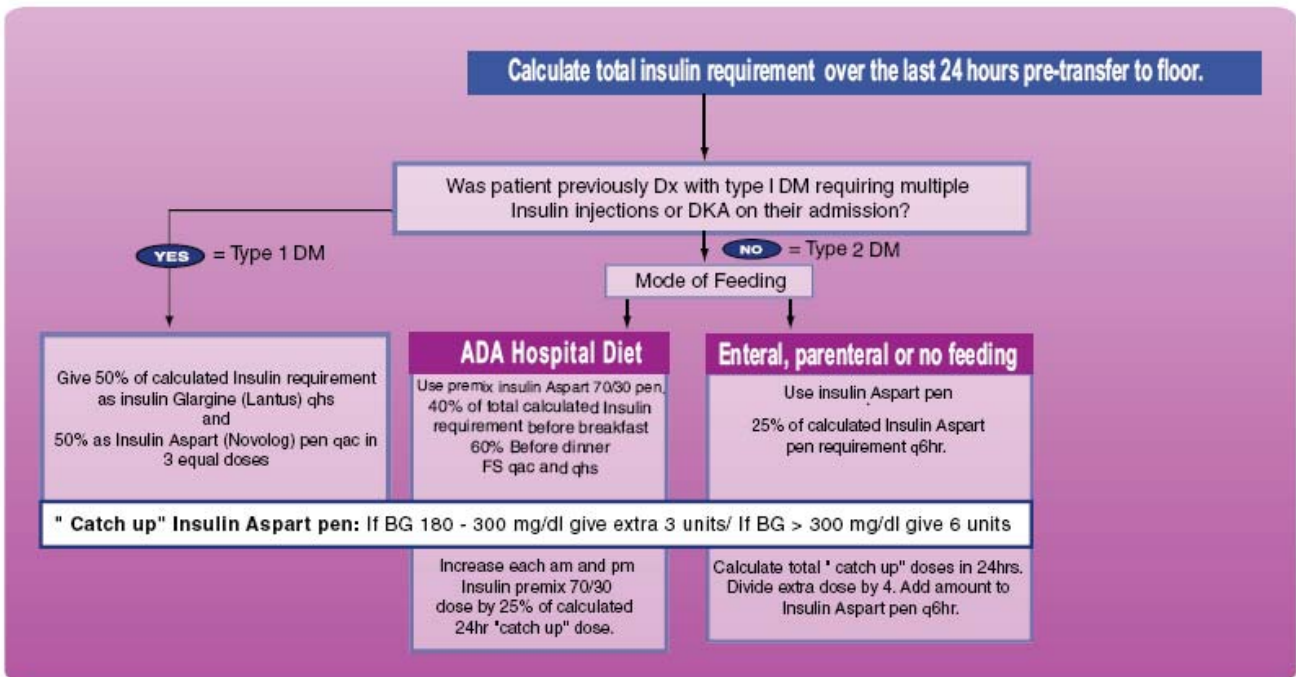 Calculate total insulin requirement over the last 24 hours pre-transfer to floor.
Was patient previously Dx with type I DM requiring multiple
Insulin injections or DKA on their admission?
YES = Type 1 DM
NO = Type 2 DM
Mode of Feeding
Give 50% of calculated Insulin requirement
as insulin Glargine (Lantus) qhs
and
50% as Insulin Aspart (Novolog) pen qac in
3 equal doses
ADA Hospital Diet
Use premix insulin Aspart 70/30 pen,
40% of total calculated Insulin
requirement before breakfast
60% Before dinner
FS qac and qhs
Enteral, parenteral or no feeding
Use insulin Aspart pen
25% of calculated Insulin Aspart
pen requirement q6hr.
" Catch up" Insulin Aspart pen: If BG 180 - 300 mg/dl give extra 3 units/ If BG > 300 mg/dl give 6 units
Increase each am and pm
Insulin premix 70/30
dose by 25% of calculated
24hr "catch up" dose.
Calculate total " catch up" doses in 24hrs.
Divide extra dose by 4. Add amount to
Insulin Aspart pen q6hr.